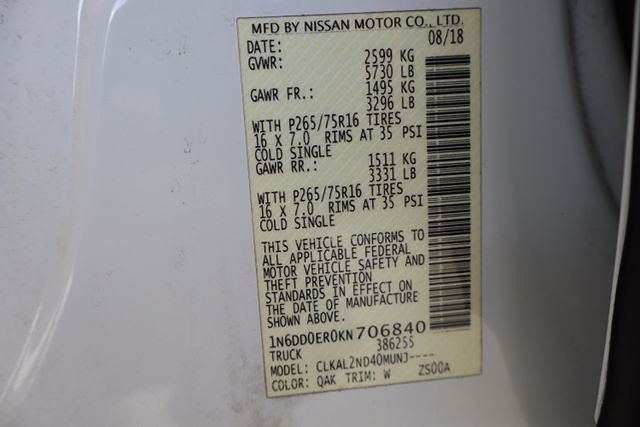 MFD BY NISSAN MOTOR CO., LTD.
DATE: 08/18
GVWR: 2599 KG
5730 LB
GAWR FR.: 1495 KG
3296 LB
WITH P265/75R16 TIRES
16 X 7.0 RIMS AT 35 PSI
COLD SINGLE
GAWR RR.: 1511 KG
3331 LB
WITH P265/75R16 TIRES
16 X 7.0 RIMS AT 35 PSI
COLD SINGLE
THIS VEHICLE CONFORMS TO
ALL APPLICABLE FEDERAL
MOTOR VEHICLE SAFETY AND
THEFT PREVENTION
STANDARDS IN EFFECT ON
THE DATE OF MANUFACTURE
SHOWN ABOVE.
1N6DD0ER0KN706840
TRUCK 386255
MODEL: CLKAL2ND40MUNJ----
COLOR: QAK TRIM: W ZS00A